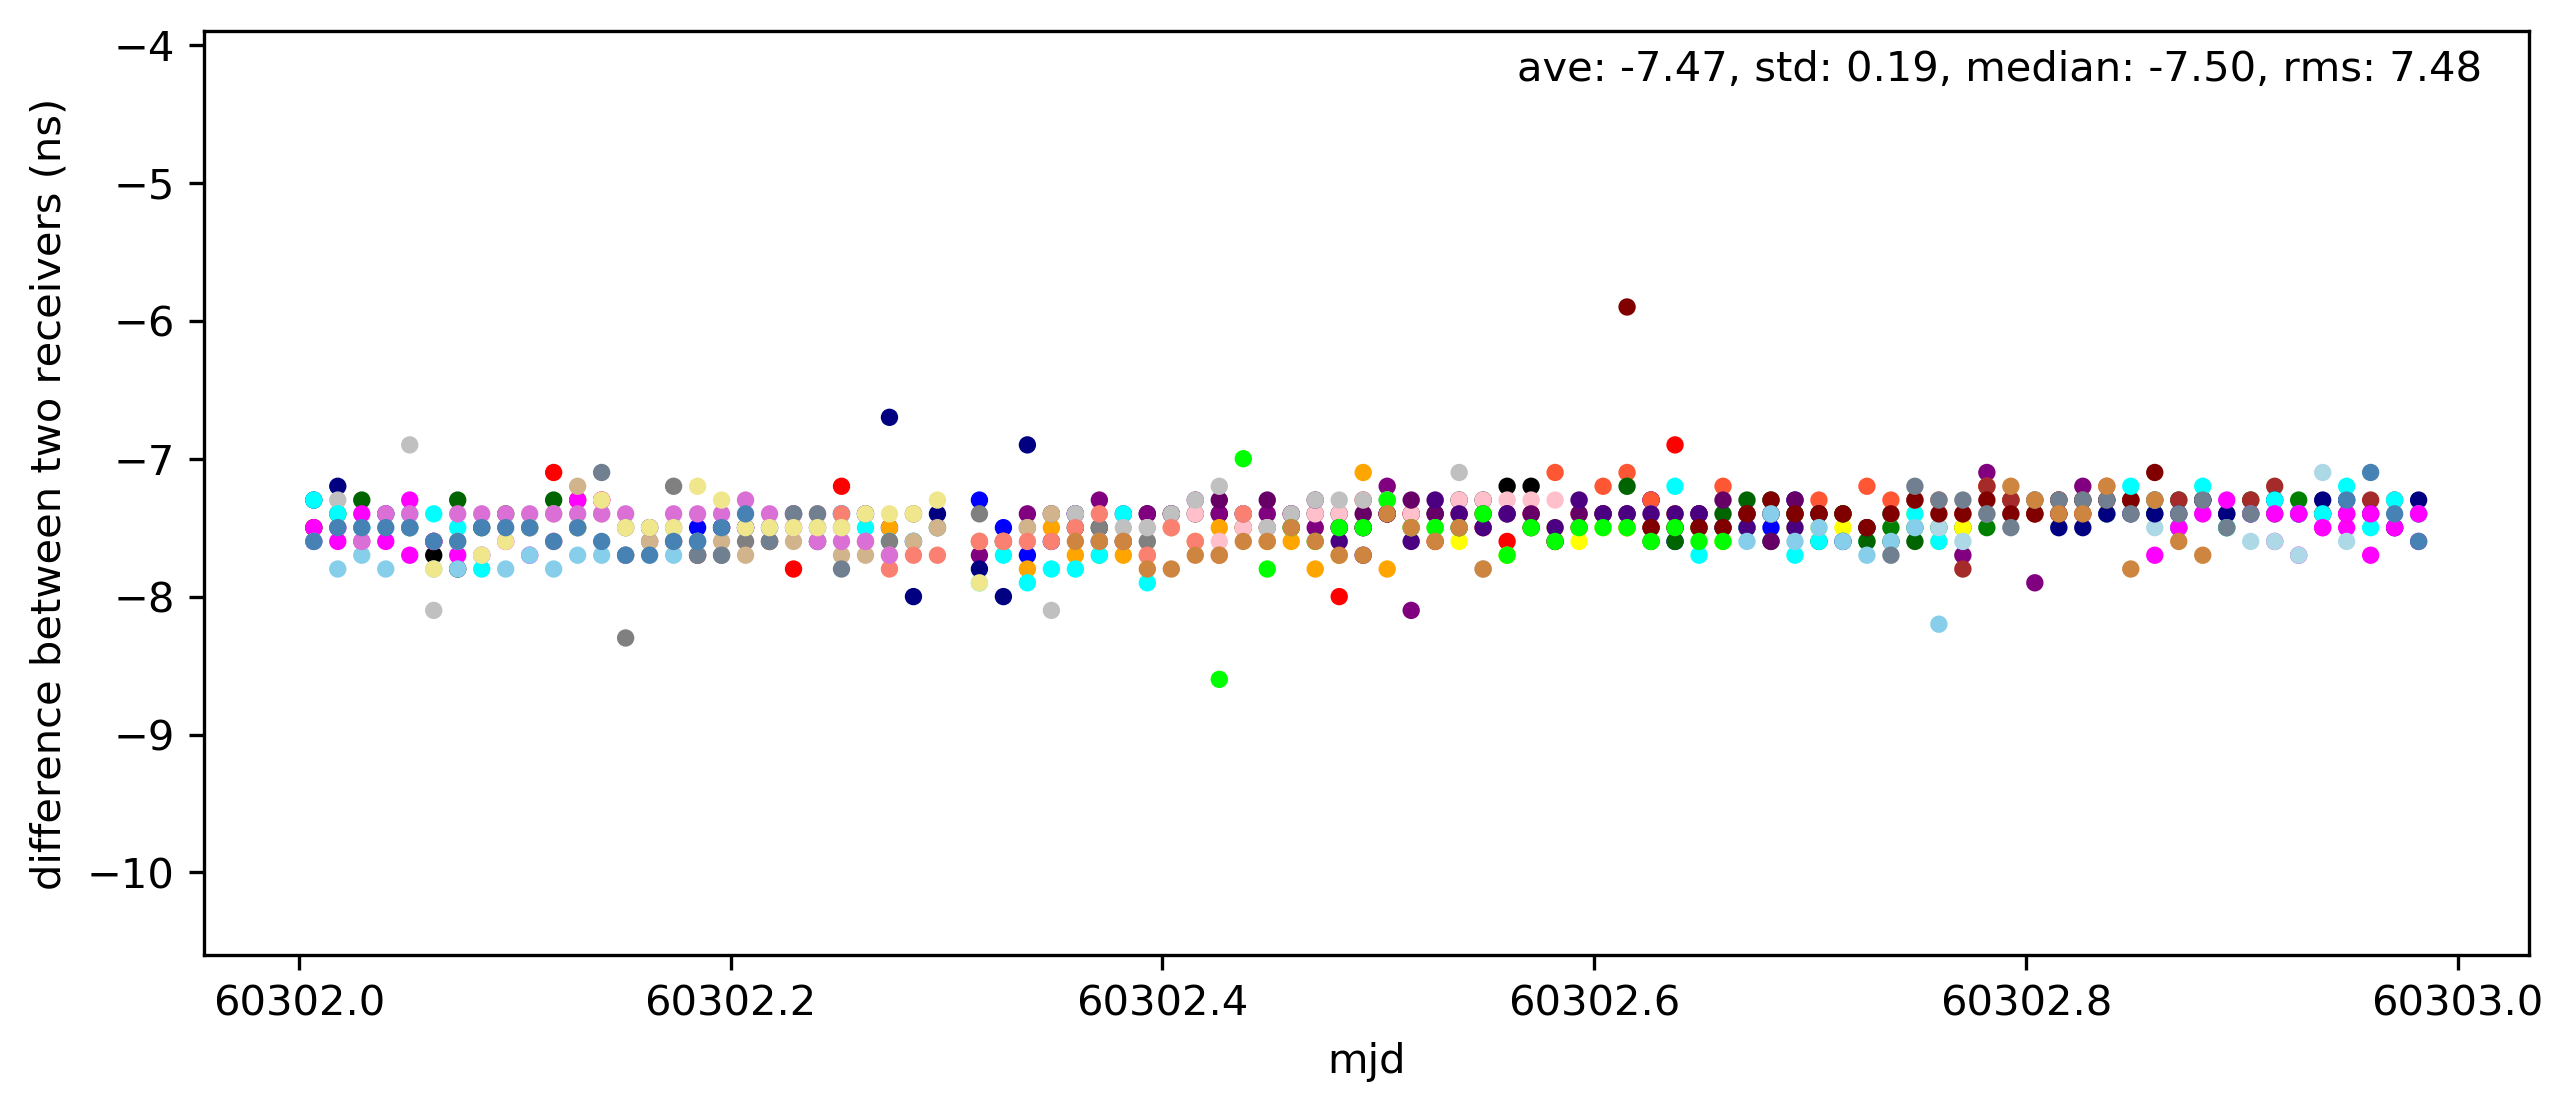 ave: -7.47, std: 0.19, median: -7.50, rms: 7.48
difference between two receivers (ns)
−4
−5
−6
−7
−8
−9
−10
60302.0 60302.2 60302.4 60302.6 60302.8 60303.0
mjd